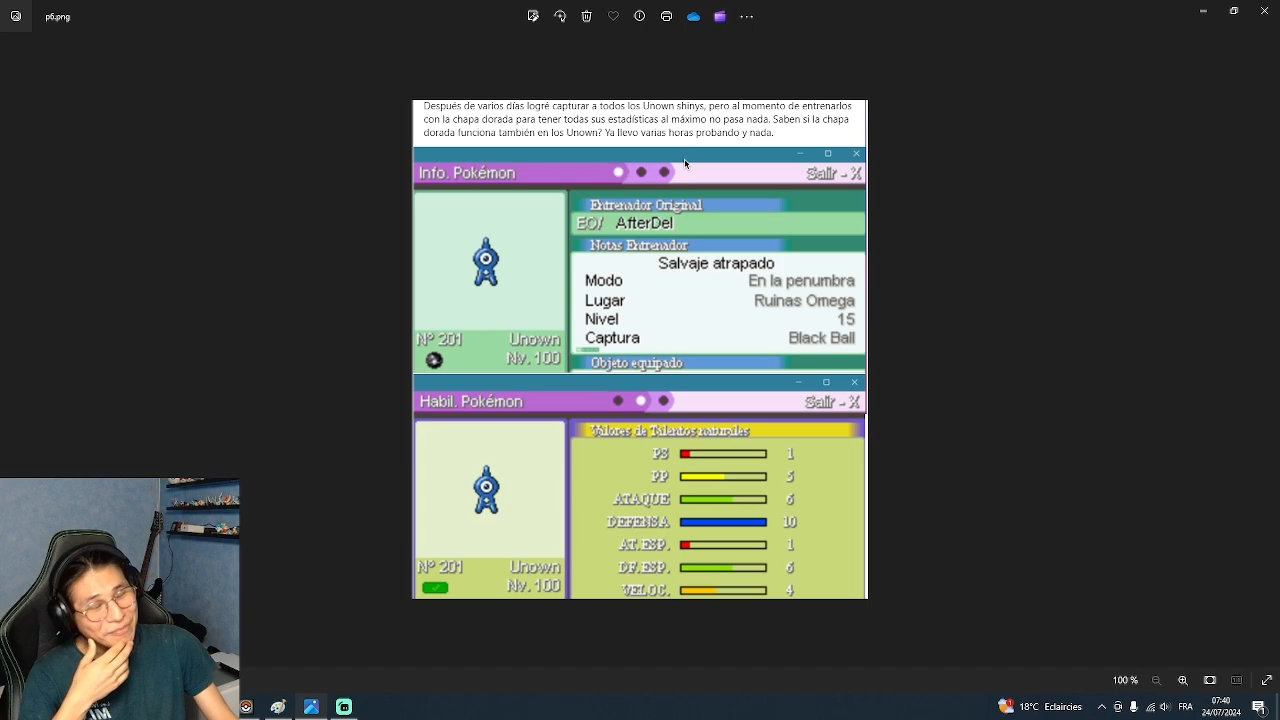 p6.png
Después de varios días logré capturar a todos los Unown shinys, pero al momento de entrenarlos
con la chapa dorada para tener todas sus estadísticas al máximo no pasa nada. Saben si la chapa
dorada funciona también en los Unown? Ya llevo varias horas probando y nada.
Info. Pokémon
Salir - X
Entrenador Original
EO/ AfterDel
Notas Entrenador
Salvaje atrapado
Modo En la penumbra
Lugar Ruinas Omega
Nivel 15
Captura Black Ball
Nº 201 Unown
Nv. 100
Objeto equipado
Habil. Pokémon
Salir - X
Valores de Talentos naturales
PS 1
PP 5
ATAQUE 6
DEFENSA 10
AT.ESP. 1
DF.ESP. 6
VELOC. 4
Nº 201 Unown
Nv. 100
100 %
18°C Éclaircies
FRA
07:40
24/07/2024